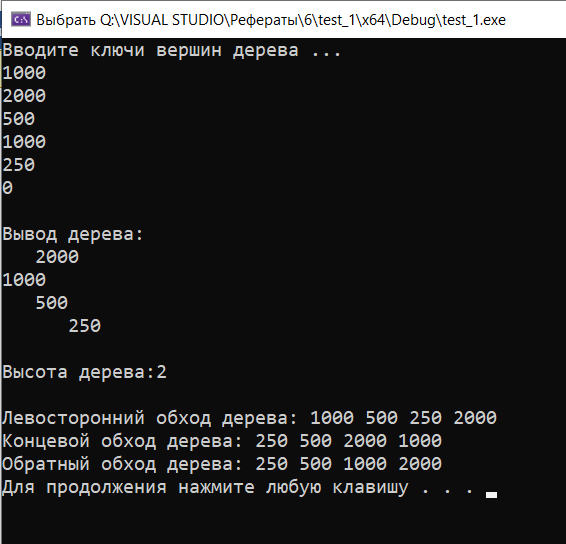 Выбрать Q:\VISUAL STUDIO\Рефераты\6\test_1\x64\Debug\test_1.exe
Вводите ключи вершин дерева ...
1000
2000
500
1000
250
0
Вывод дерева:
   2000
1000
   500
      250
Высота дерева:2
Левосторонний обход дерева: 1000 500 250 2000
Концевой обход дерева: 250 500 2000 1000
Обратный обход дерева: 250 500 1000 2000
Для продолжения нажмите любую клавишу . . .